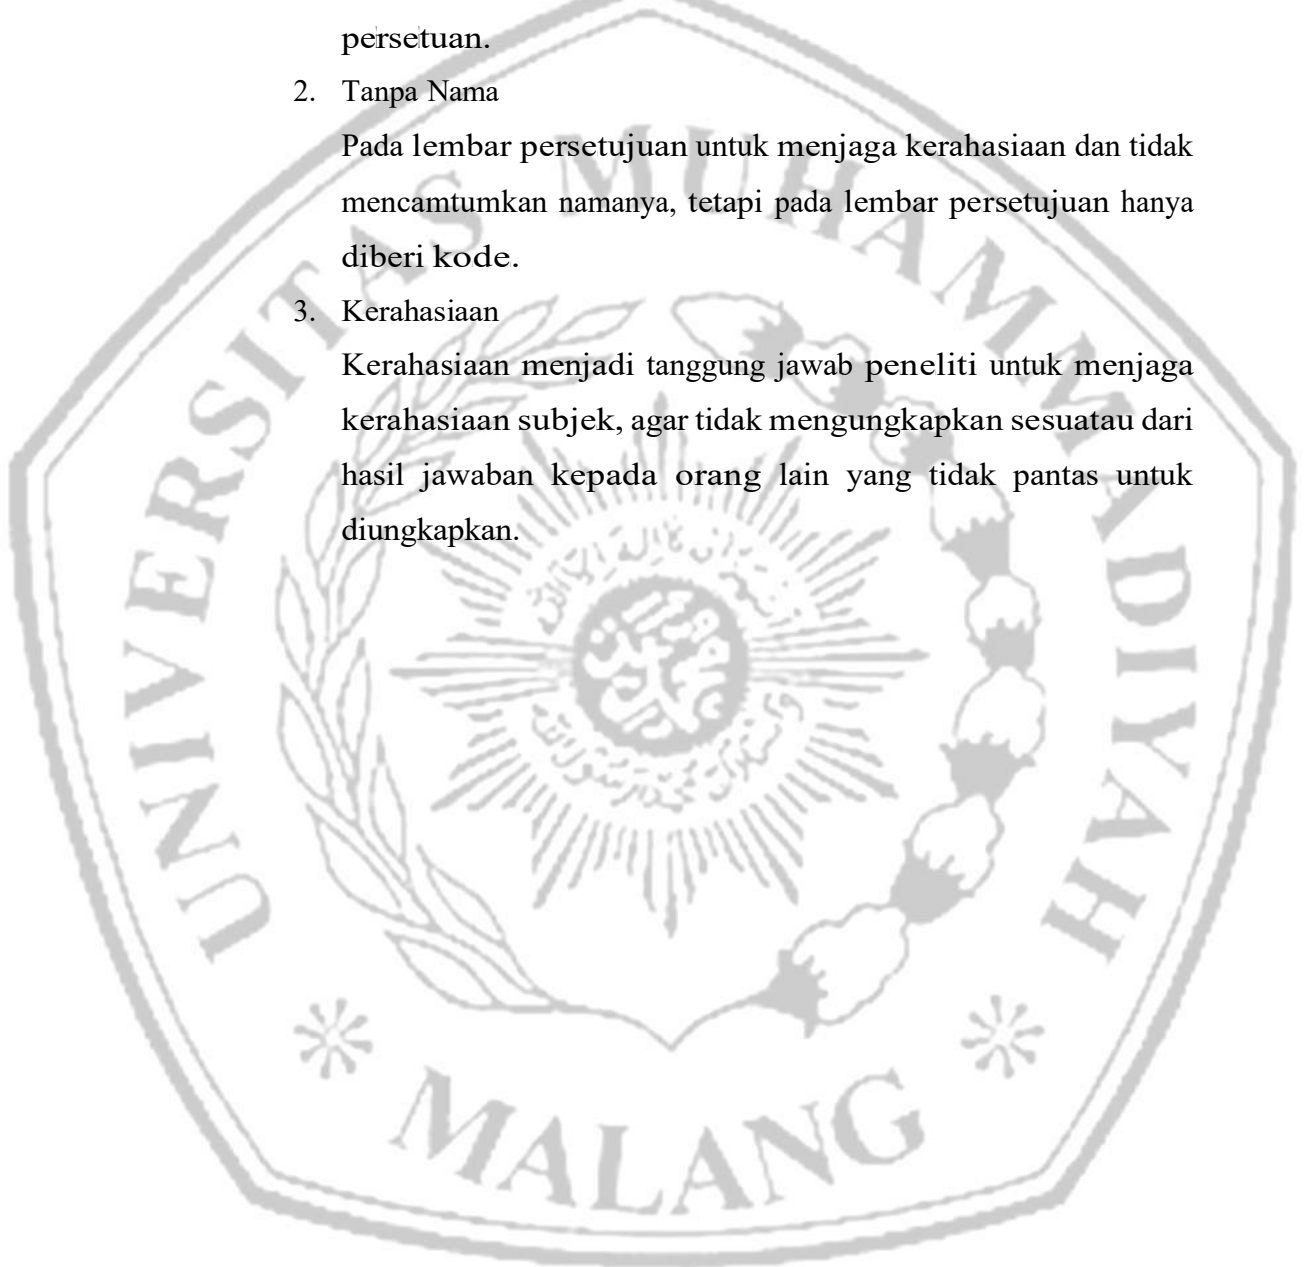 persetuan.
2. Tanpa Nama
Pada lembar persetujuan untuk menjaga kerahasiaan dan tidak
mencamtumkan namanya, tetapi pada lembar persetujuan hanya
diberi kode.
3. Kerahasiaan
Kerahasiaan menjadi tanggung jawab peneliti untuk menjaga
kerahasiaan subjek, agar tidak mengungkapkan sesuatau dari
hasil jawaban kepada orang lain yang tidak pantas untuk
diungkapkan.
UNIVERSITAS MUHAMMADIYAH
MALANG